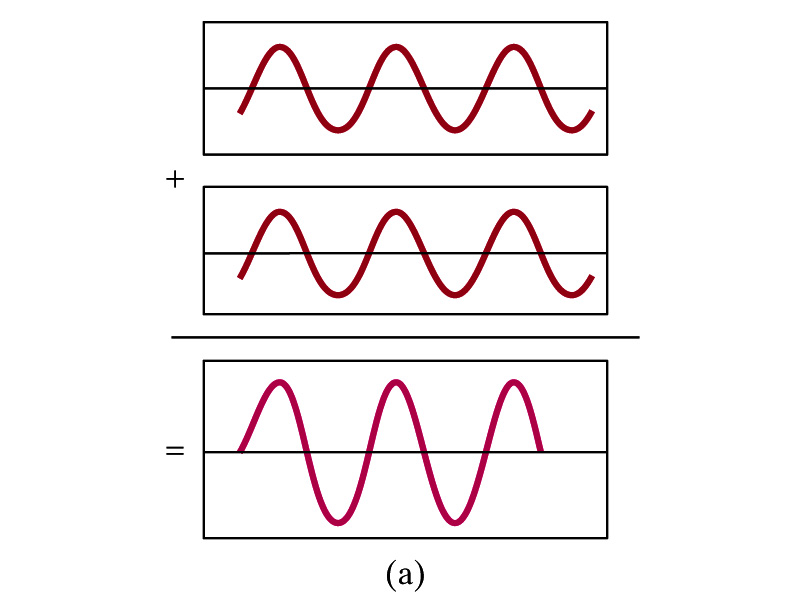 +
=
(a)